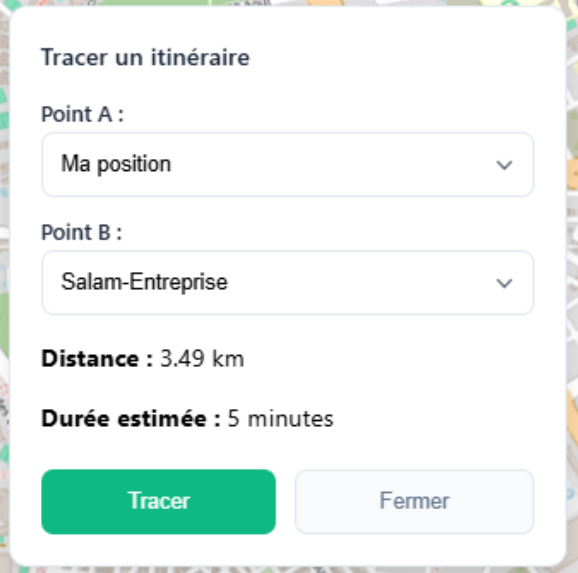 Tracer un itinéraire
Point A :
Ma position
Point B :
Salam-Entreprise
Distance : 3.49 km
Durée estimée : 5 minutes
Tracer
Fermer